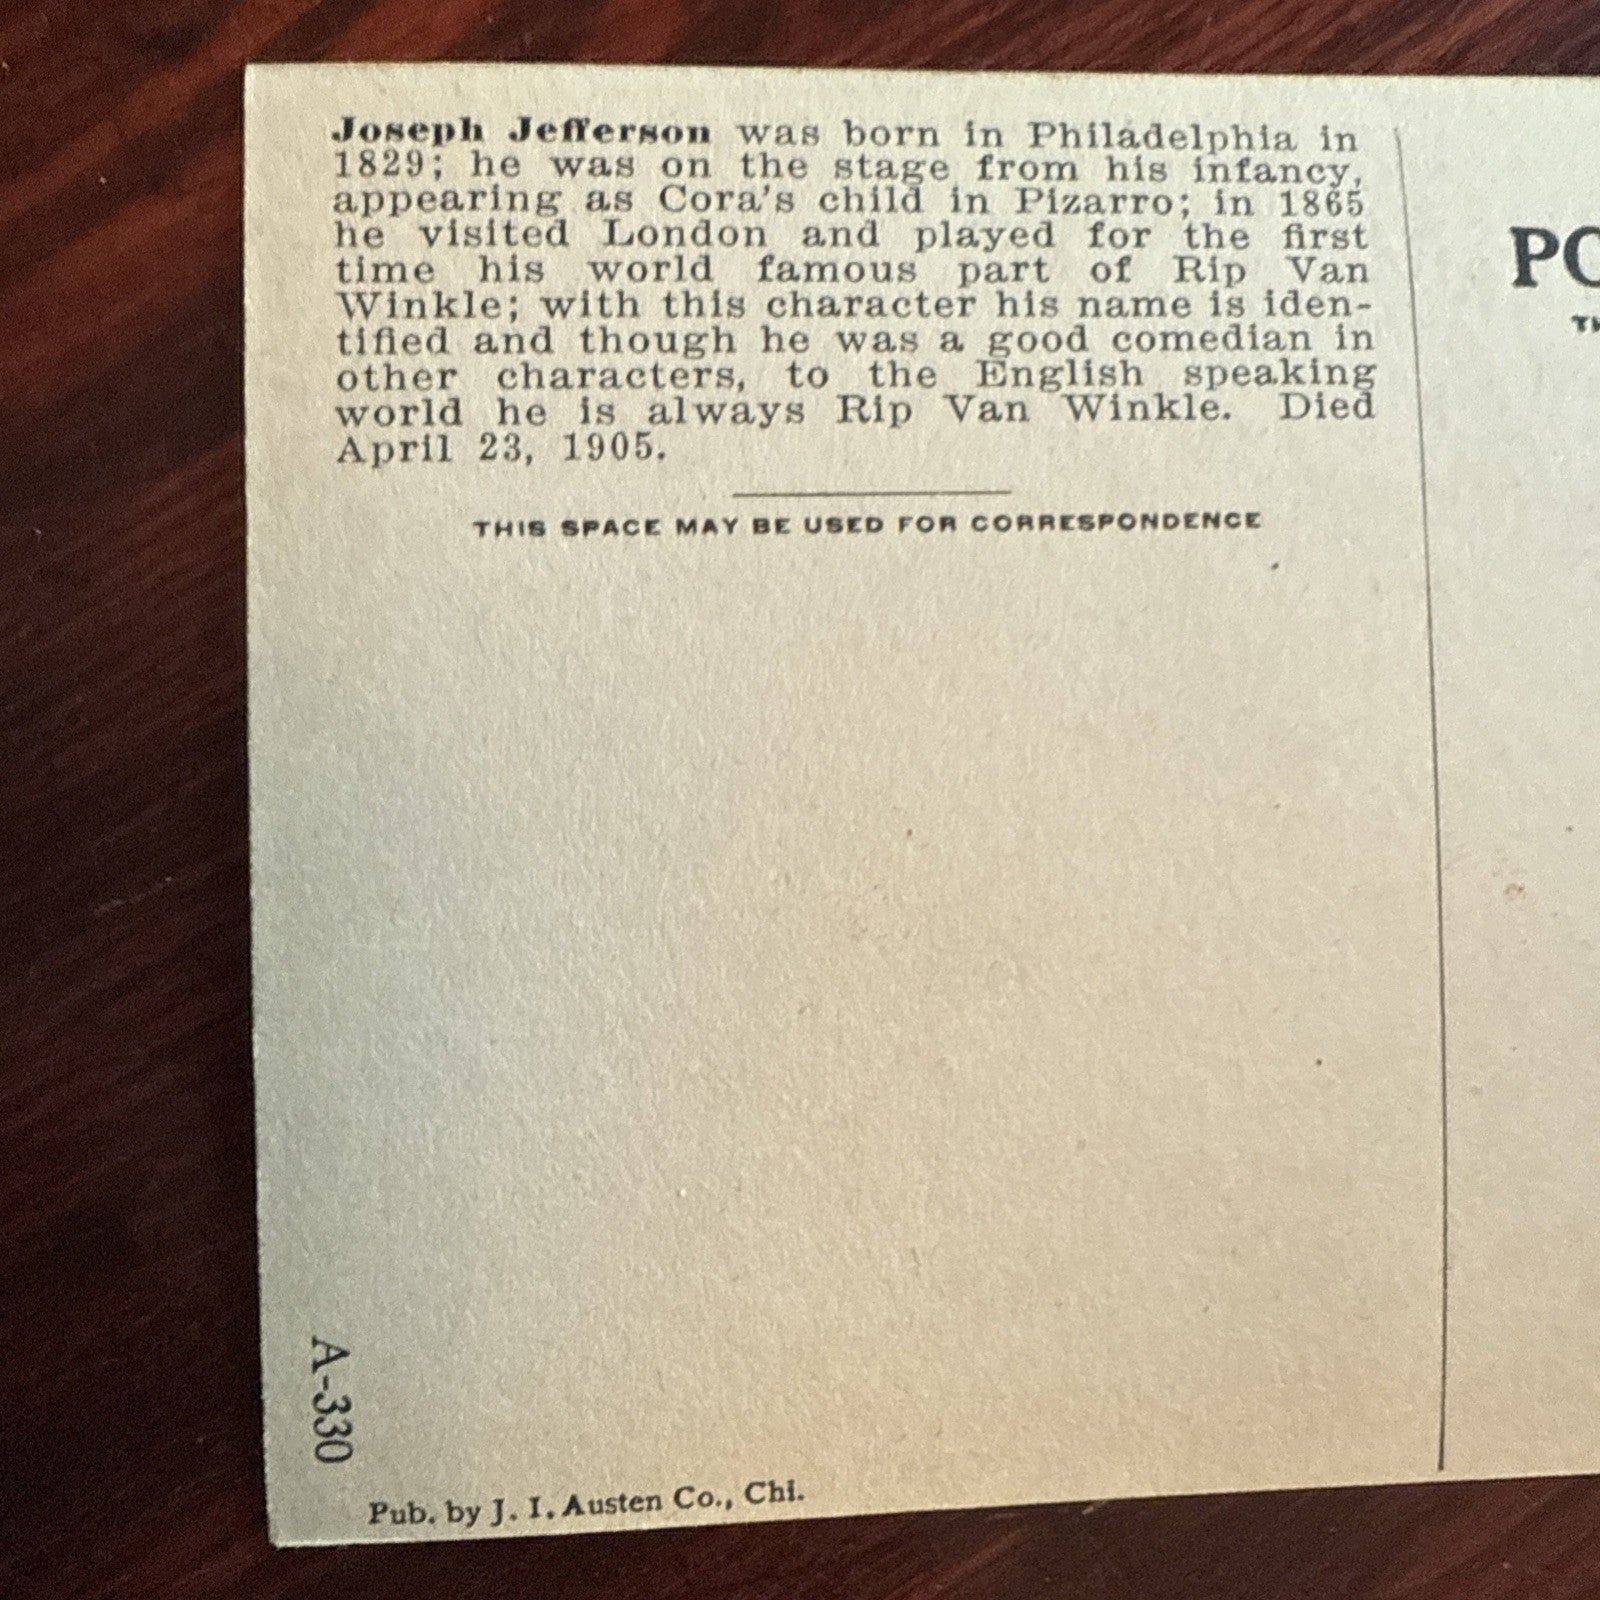 Joseph Jefferson was born in Philadelphia in
1829; he was on the stage from his infancy,
appearing as Cora's child in Pizarro; in 1865
he visited London and played for the first
time his world famous part of Rip Van
Winkle; with this character his name is iden-
tified and though he was a good comedian in
other characters, to the English speaking
world he is always Rip Van Winkle. Died
April 23, 1905.
THIS SPACE MAY BE USED FOR CORRESPONDENCE
PO
TH
A-330
Pub. by J. I. Austen Co., Chi.